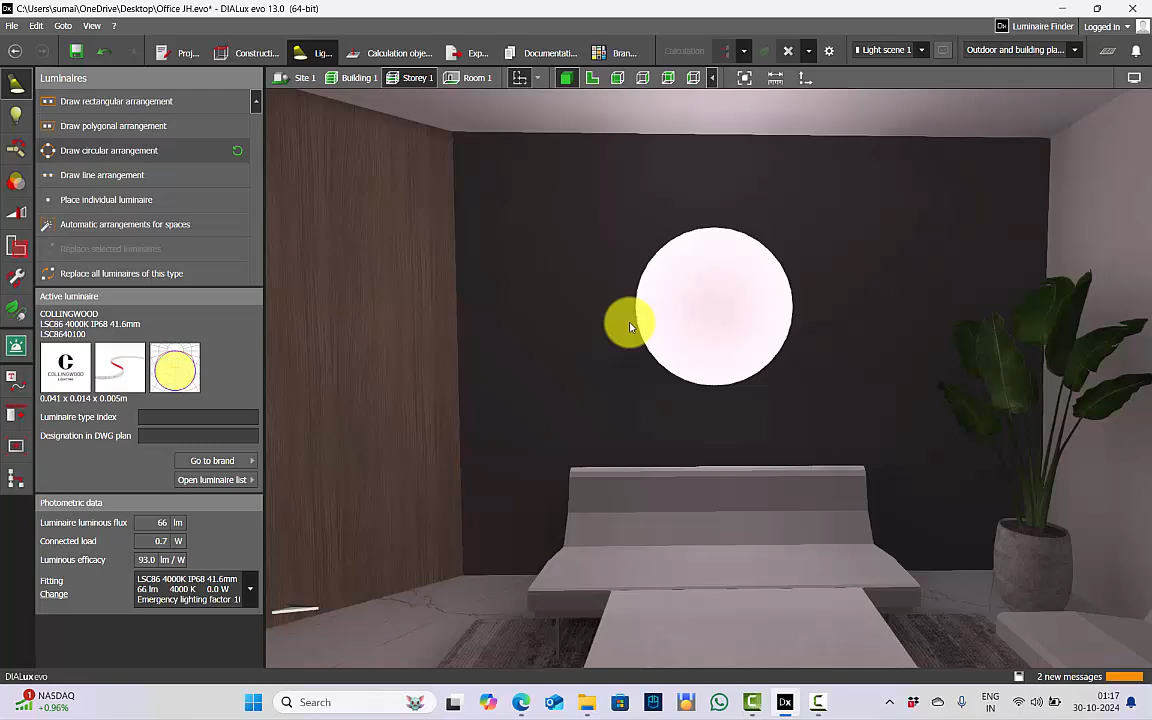 C:\Users\sumai\OneDrive\Desktop\Office JH.evo* - DIALux evo 13.0 (64-bit)
File Edit Goto View ?
Luminaire Finder
Logged in
Proj...
Constructi...
Lig...
Calculation obje...
Exp...
Documentati...
Bran...
Calculation
Light scene 1
Outdoor and building pla...
Luminaires
Site 1
Building 1
Storey 1
Room 1
Draw rectangular arrangement
Draw polygonal arrangement
Draw circular arrangement
Draw line arrangement
Place individual luminaire
Automatic arrangements for spaces
Replace selected luminaires
Replace all luminaires of this type
Active luminaire
COLLINGWOOD
LSC86 4000K IP68 41.6mm
LSC8640100
C
COLLINGWOOD
0.041 x 0.014 x 0.005m
Luminaire type index
Designation in DWG plan
Go to brand
Open luminaire list
Photometric data
Luminaire luminous flux 66 lm
Connected load 0.7 W
Luminous efficacy 93.0 lm / W
Fitting
Change
LSC86 4000K IP68 41.6mm
66 lm 4000 K 0.0 W
Emergency lighting factor 1
DIALux evo
2 new messages
1
NASDAQ
+0.96%
Search
Dx
ENG
IN
01:17
30-10-2024